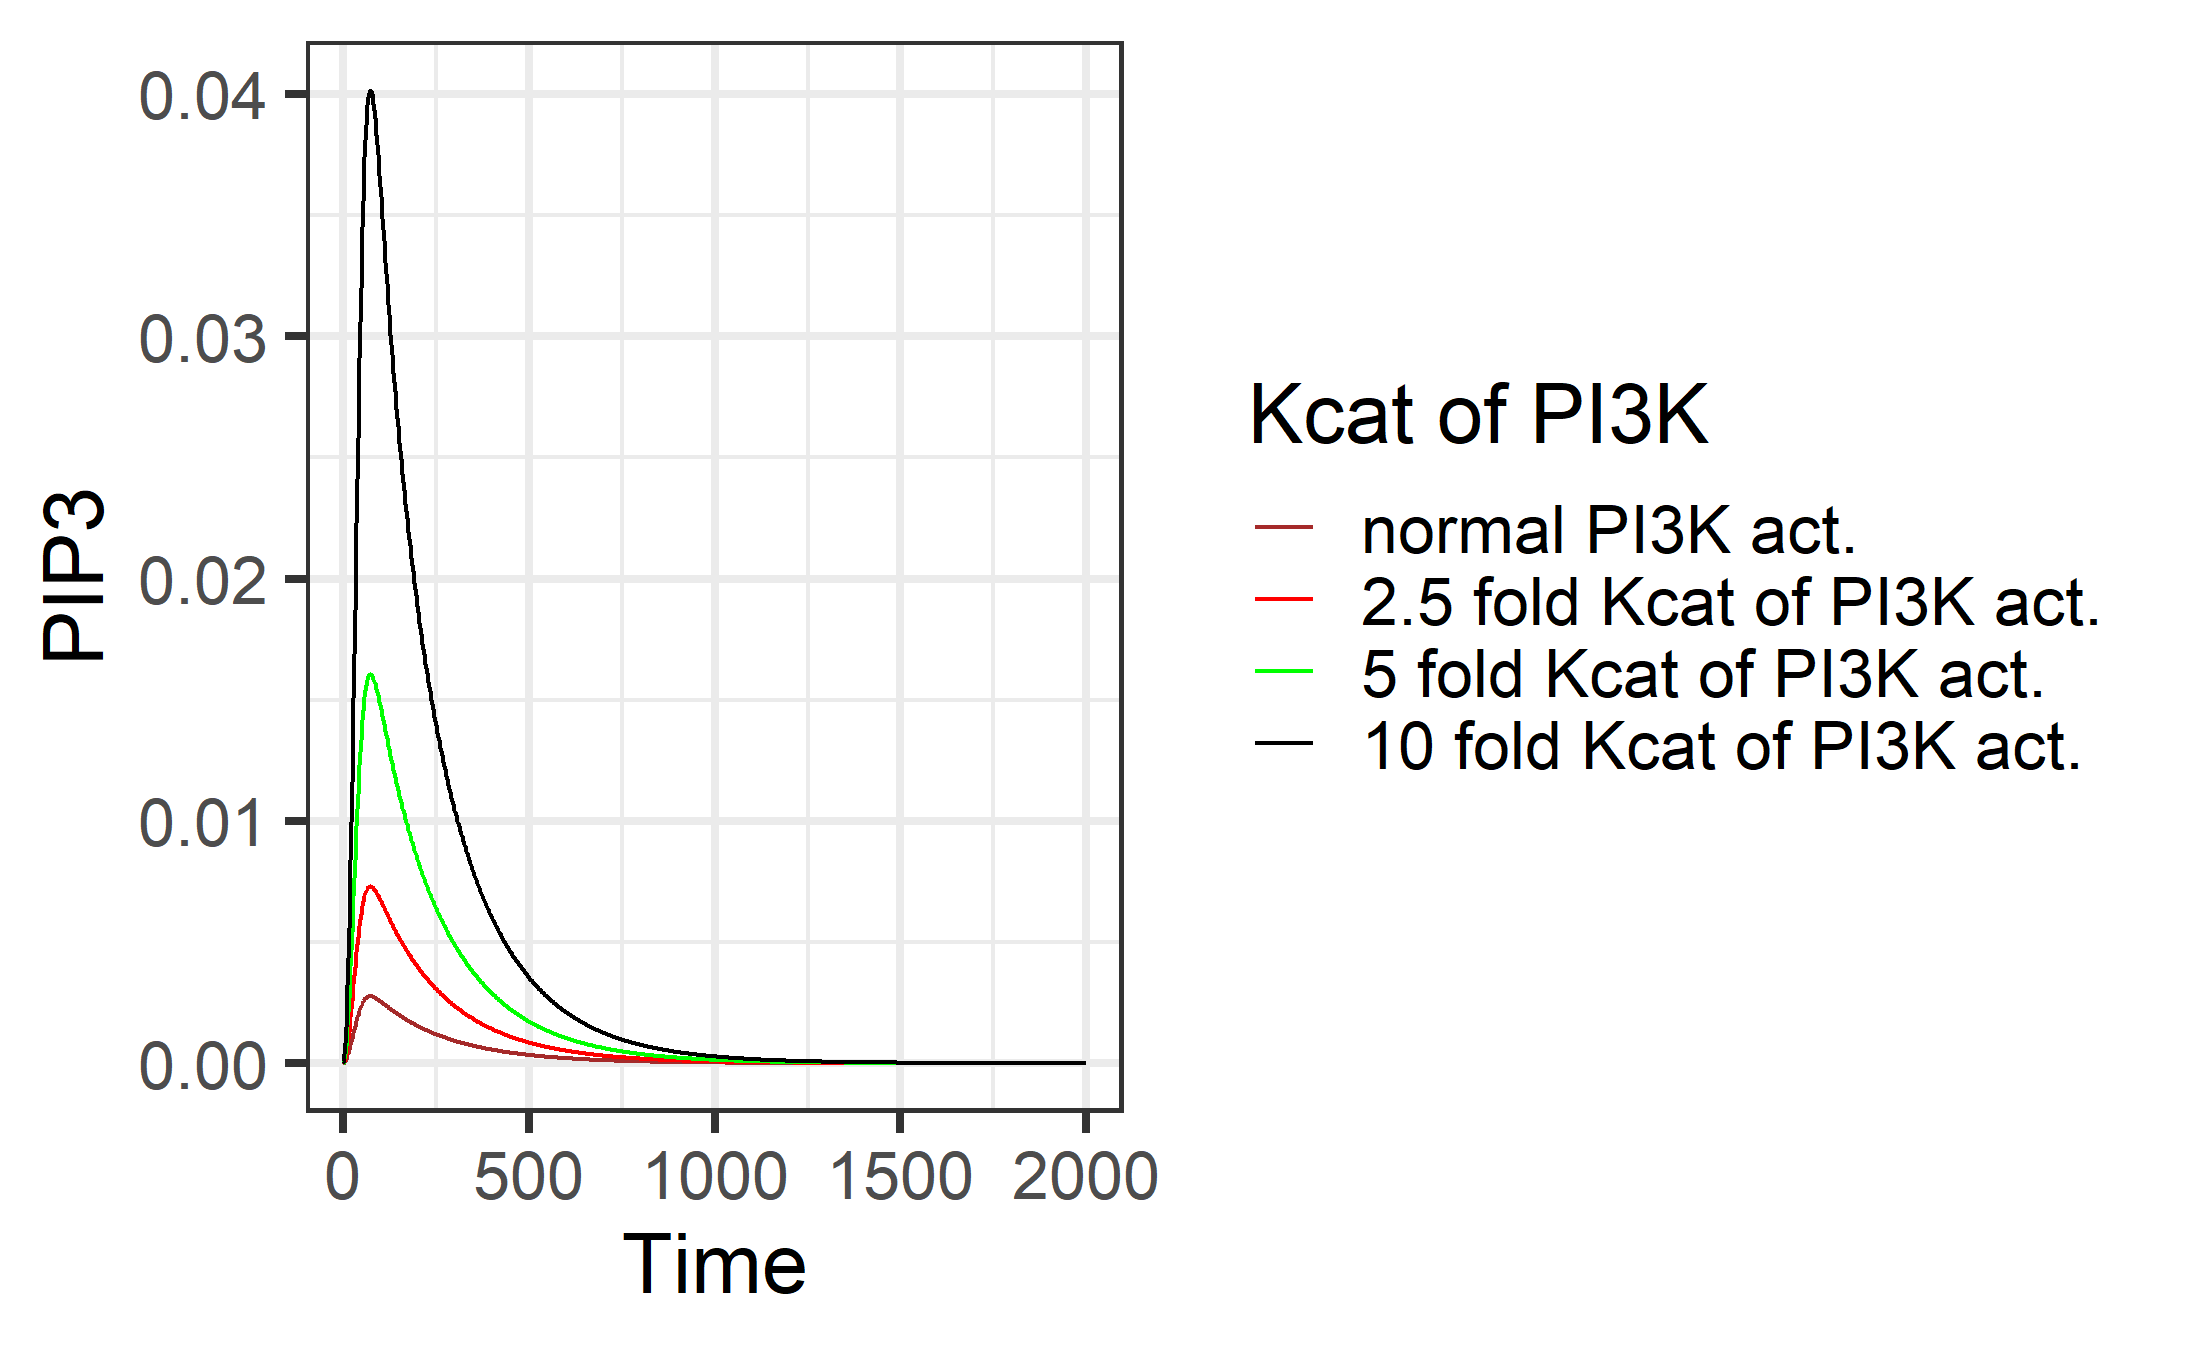 0.04
0.03
0.02
0.01
0.00
PIP3
0 500 1000 1500 2000
Time
Kcat of PI3K
normal PI3K act.
2.5 fold Kcat of PI3K act.
5 fold Kcat of PI3K act.
10 fold Kcat of PI3K act.